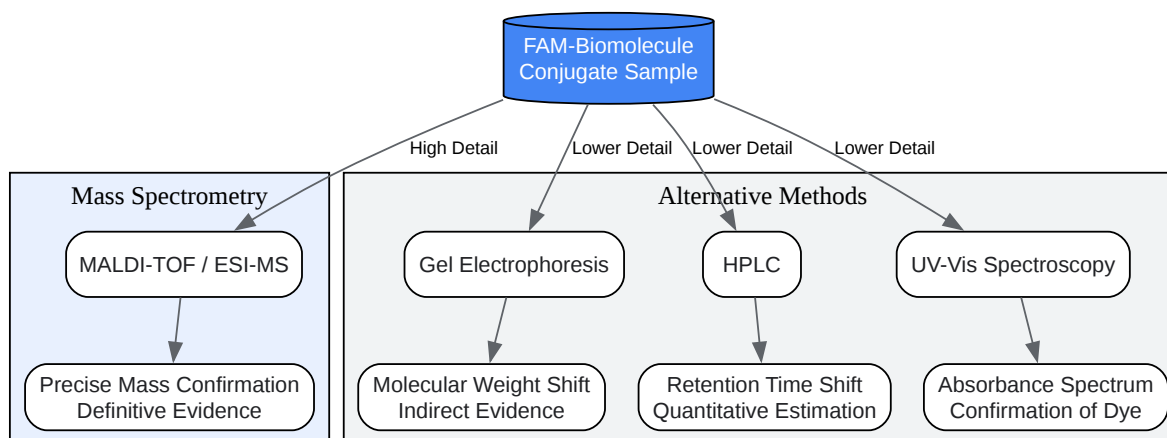 FAM-Biomolecule
Conjugate Sample
High Detail
Lower Detail
Lower Detail
Lower Detail
Mass Spectrometry
Alternative Methods
MALDI-TOF / ESI-MS
Gel Electrophoresis
HPLC
UV-Vis Spectroscopy
Precise Mass Confirmation
Definitive Evidence
Molecular Weight Shift
Indirect Evidence
Retention Time Shift
Quantitative Estimation
Absorbance Spectrum
Confirmation of Dye